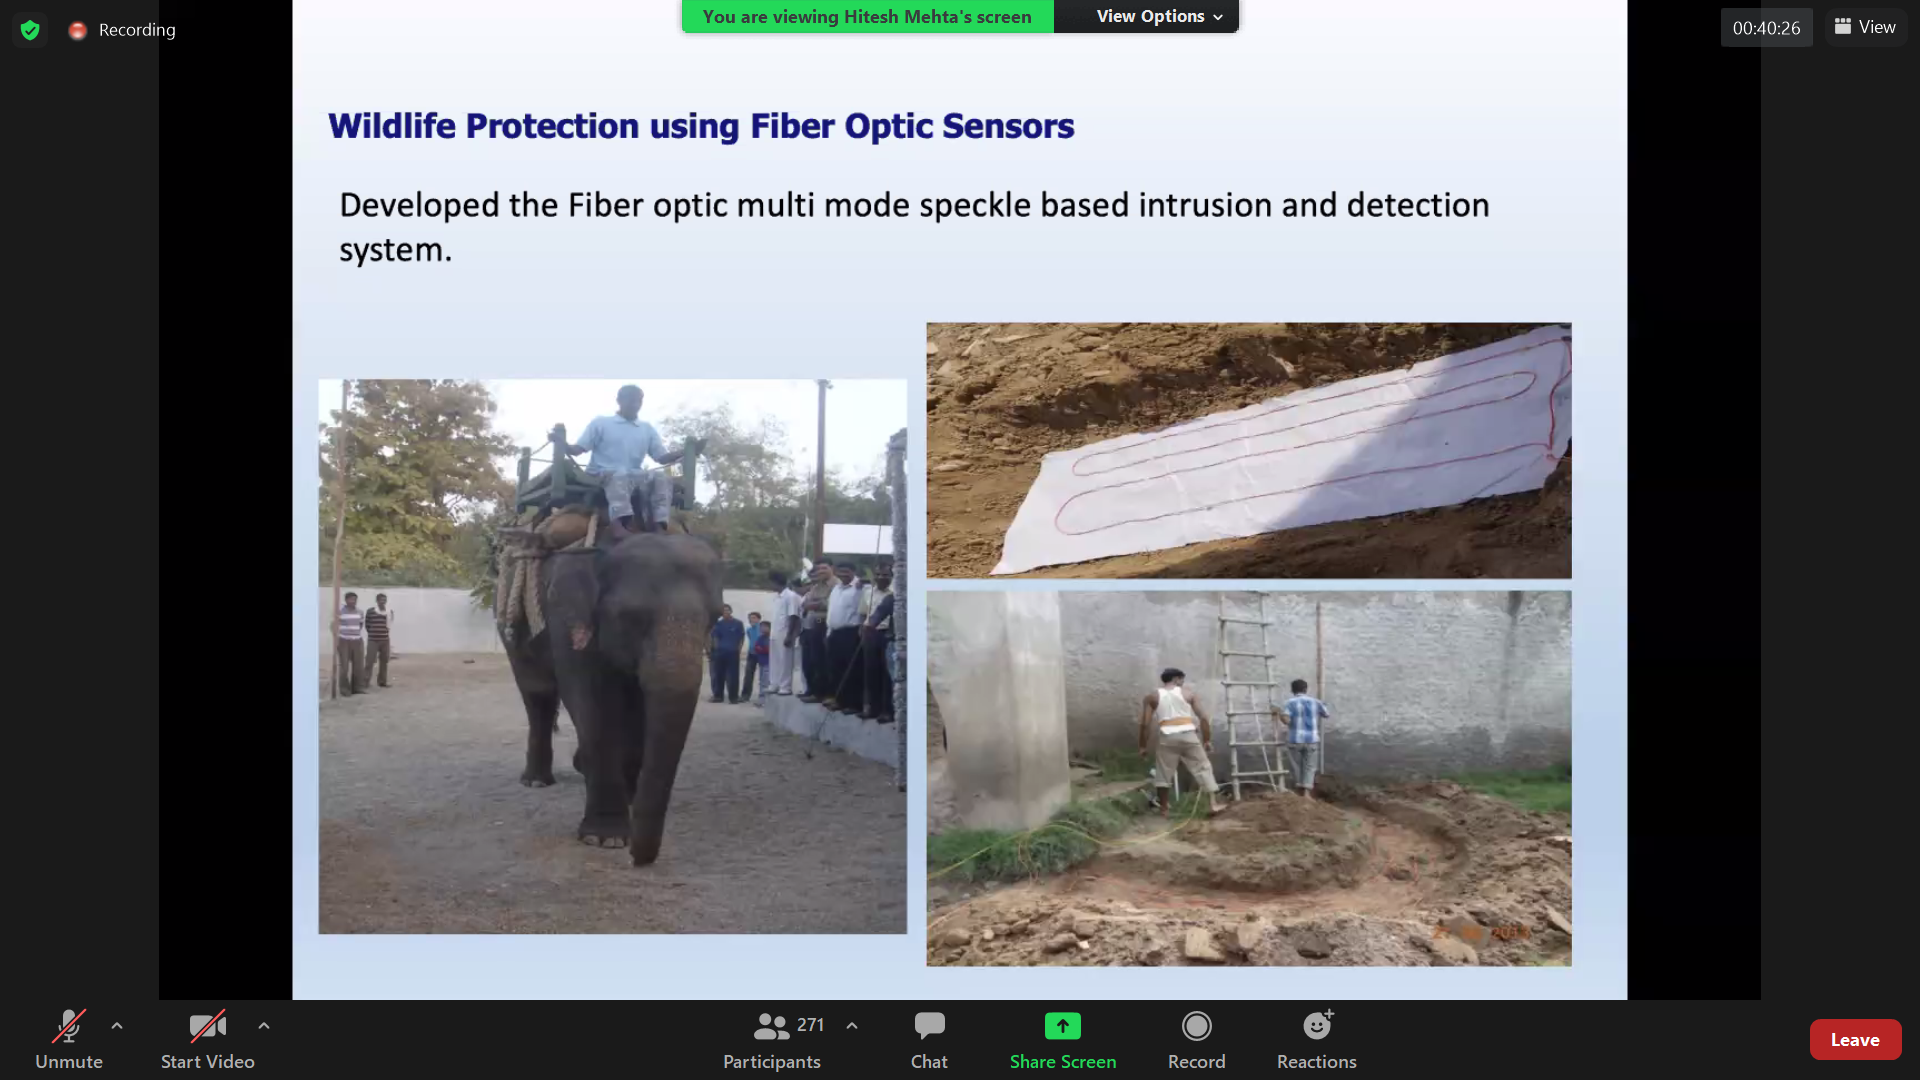 You are viewing Hitesh Mehta's screen
View Options
Recording
00:40:26
View
Wildlife Protection using Fiber Optic Sensors
Developed the Fiber optic multi mode speckle based intrusion and detection
system.
Unmute
Start Video
271
Participants
Chat
Share Screen
Record
Reactions
Leave